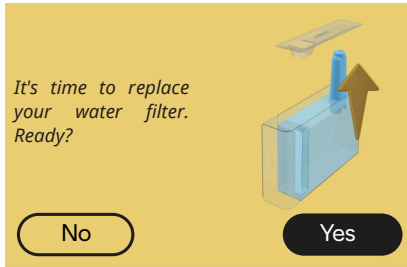 It's time to replace
your water filter.
Ready?
No
Yes